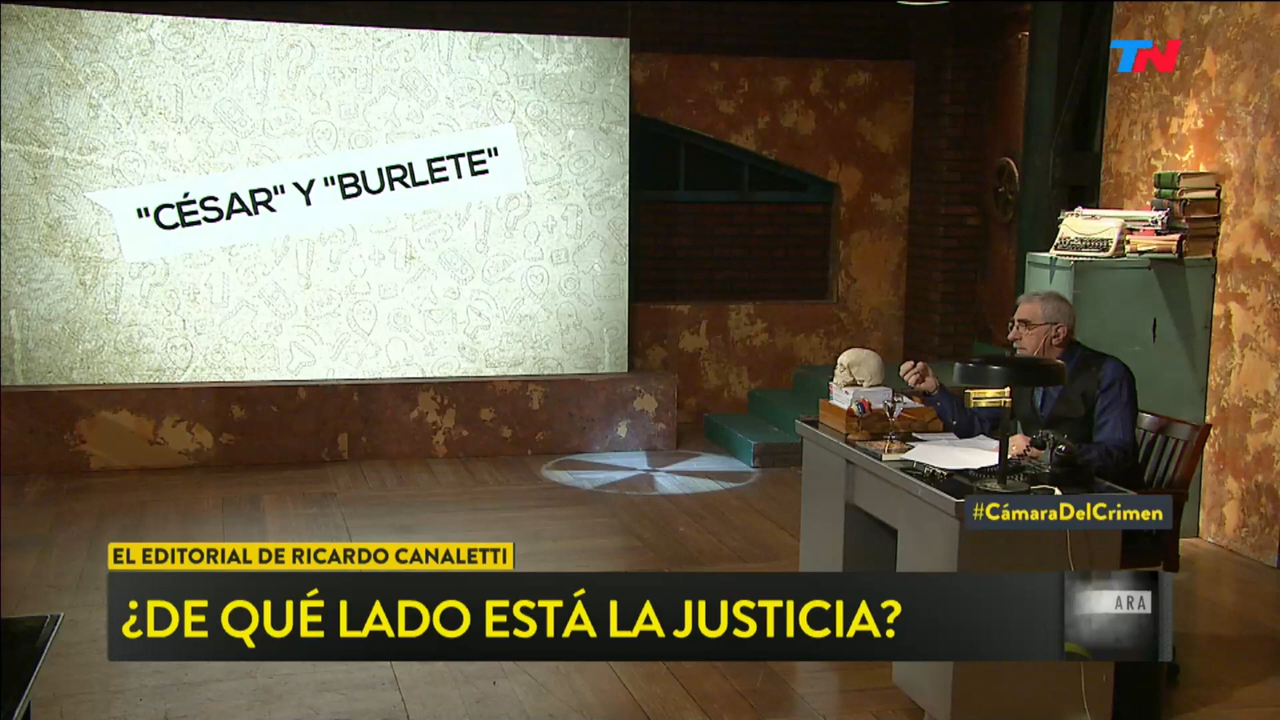 TN
"CÉSAR" Y "BURLETE"
#CámaraDelCrimen
EL EDITORIAL DE RICARDO CANALETTI
¿DE QUÉ LADO ESTÁ LA JUSTICIA?
ARA